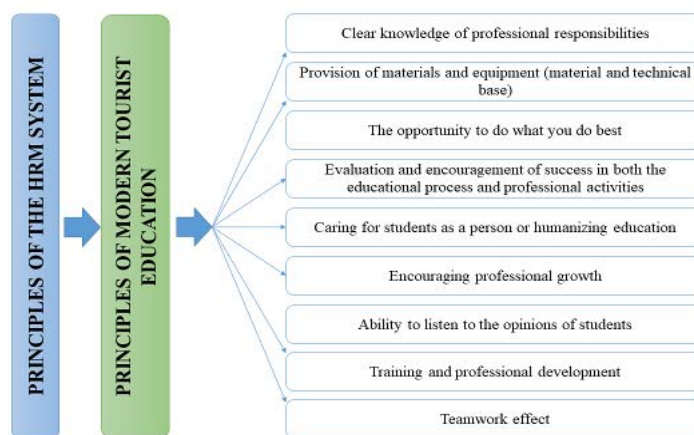 PRINCIPLES OF THE HRM SYSTEM
PRINCIPLES OF MODERN TOURIST
EDUCATION
Clear knowledge of professional responsibilities
Provision of materials and equipment (material and technical
base)
The opportunity to do what you do best
Evaluation and encouragement of success in both the
educational process and professional activities
Caring for students as a person or humanizing education
Encouraging professional growth
Ability to listen to the opinions of students
Training and professional development
Teamwork effect